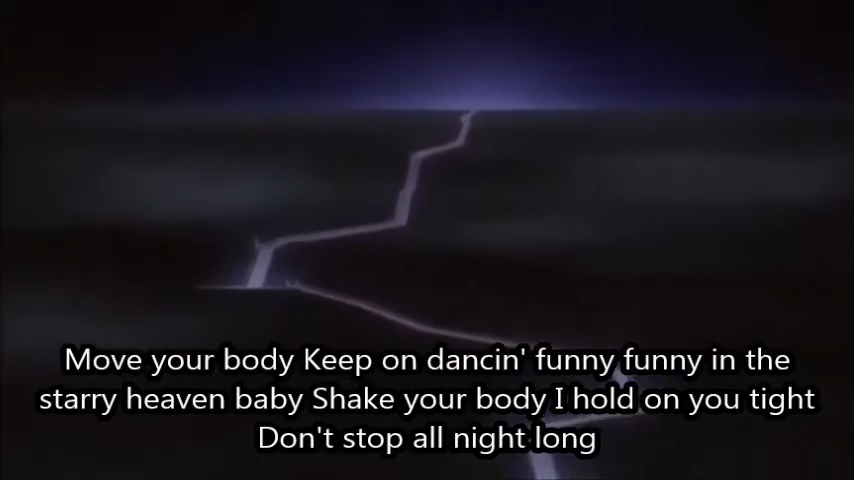 Move your body Keep on dancin' funny funny in the
starry heaven baby Shake your body I hold on you tight
Don't stop all night long